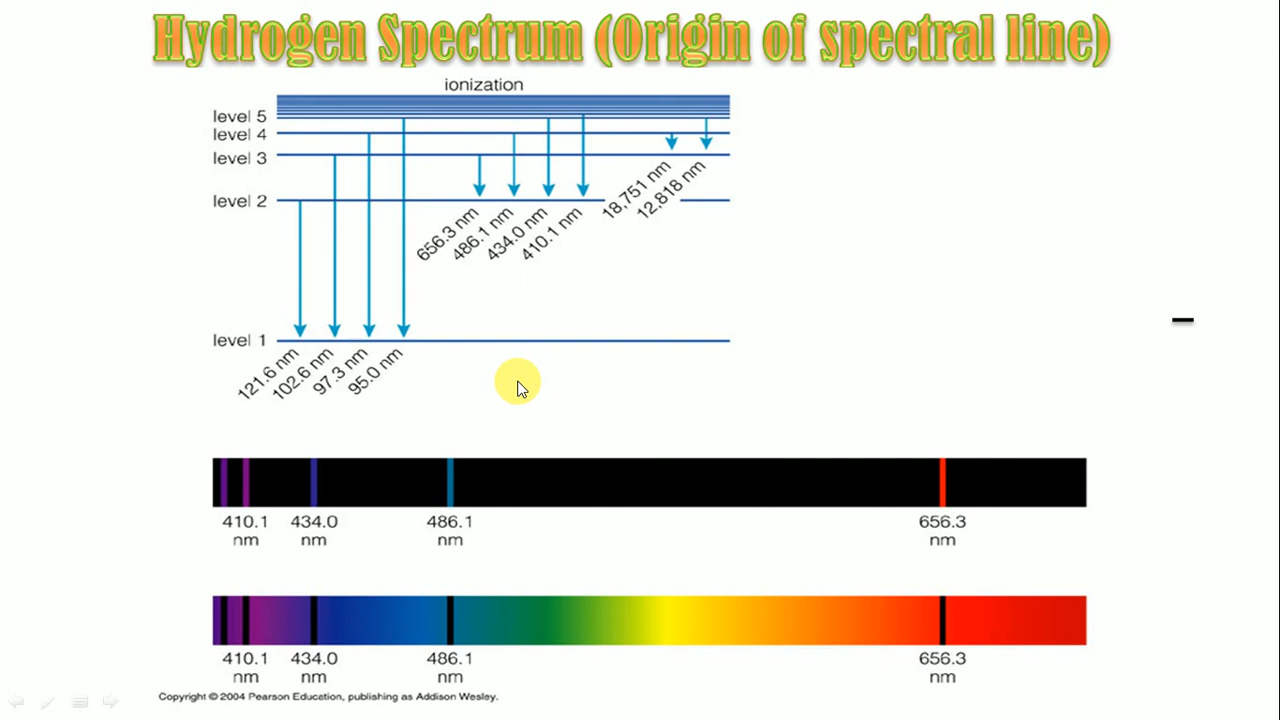 Hydrogen Spectrum (Origin of spectral line)
ionization
level 5
level 4
level 3
level 2
18,751 nm
12,818 nm
656.3 nm
486.1 nm
434.0 nm
410.1 nm
level 1
121.6 nm
102.6 nm
97.3 nm
95.0 nm
410.1 434.0 486.1 656.3
nm nm nm nm
410.1 434.0 486.1 656.3
nm nm nm nm
Copyright © 2004 Pearson Education, publishing as Addison Wesley.